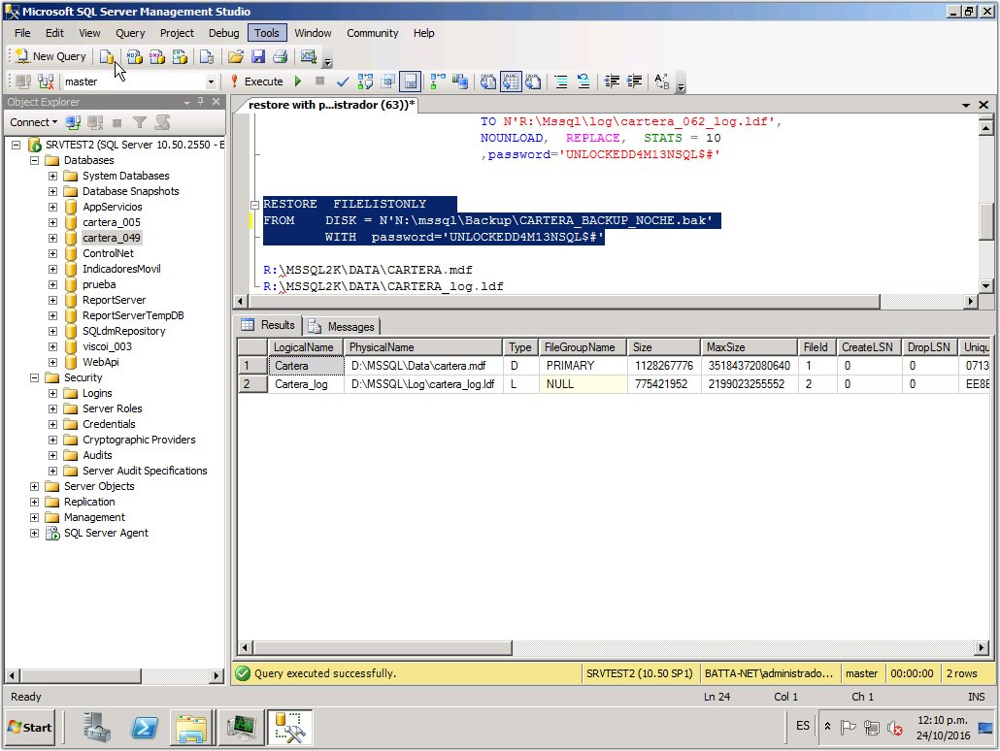 Microsoft SQL Server Management Studio
File Edit View Query Project Debug Tools Window Community Help
New Query
master Execute
Object Explorer
Connect
SRVTEST2 (SQL Server 10.50.2550 - B
Databases
System Databases
Database Snapshots
AppServicios
cartera_005
cartera_049
ControlNet
IndicadoresMovil
prueba
ReportServer
ReportServerTempDB
SQLdmRepository
viscoi_003
WebApi
Security
Logins
Server Roles
Credentials
Cryptographic Providers
Audits
Server Audit Specifications
Server Objects
Replication
Management
SQL Server Agent
restore with p...istrador (63))*
TO N'R:\Mssql\log\cartera_062_log.ldf',
NOUNLOAD, REPLACE, STATS = 10
,password='UNLOCKEDD4M13NSQL$#'
RESTORE FILELISTONLY
FROM DISK = N'N:\mssql\Backup\CARTERA_BACKUP_NOCHE.bak'
WITH password='UNLOCKEDD4M13NSQL$#'
R:\MSSQL2K\DATA\CARTERA.mdf
R:\MSSQL2K\DATA\CARTERA_log.ldf
Results Messages
LogicalName PhysicalName Type FileGroupName Size MaxSize FileId CreateLSN DropLSN Uniqu
1 Cartera D:\MSSQL\Data\cartera.mdf D PRIMARY 1128267776 35184372080640 1 0 0 0713
2 Cartera_log D:\MSSQL\Log\cartera_log.ldf L NULL 775421952 2199023255552 2 0 0 EE8E
Query executed successfully. SRVTEST2 (10.50 SP1) BATTA-NET\administrado... master 00:00:00 2 rows
Ready Ln 24 Col 1 Ch 1 INS
Start ES 12:10 p.m.
24/10/2016